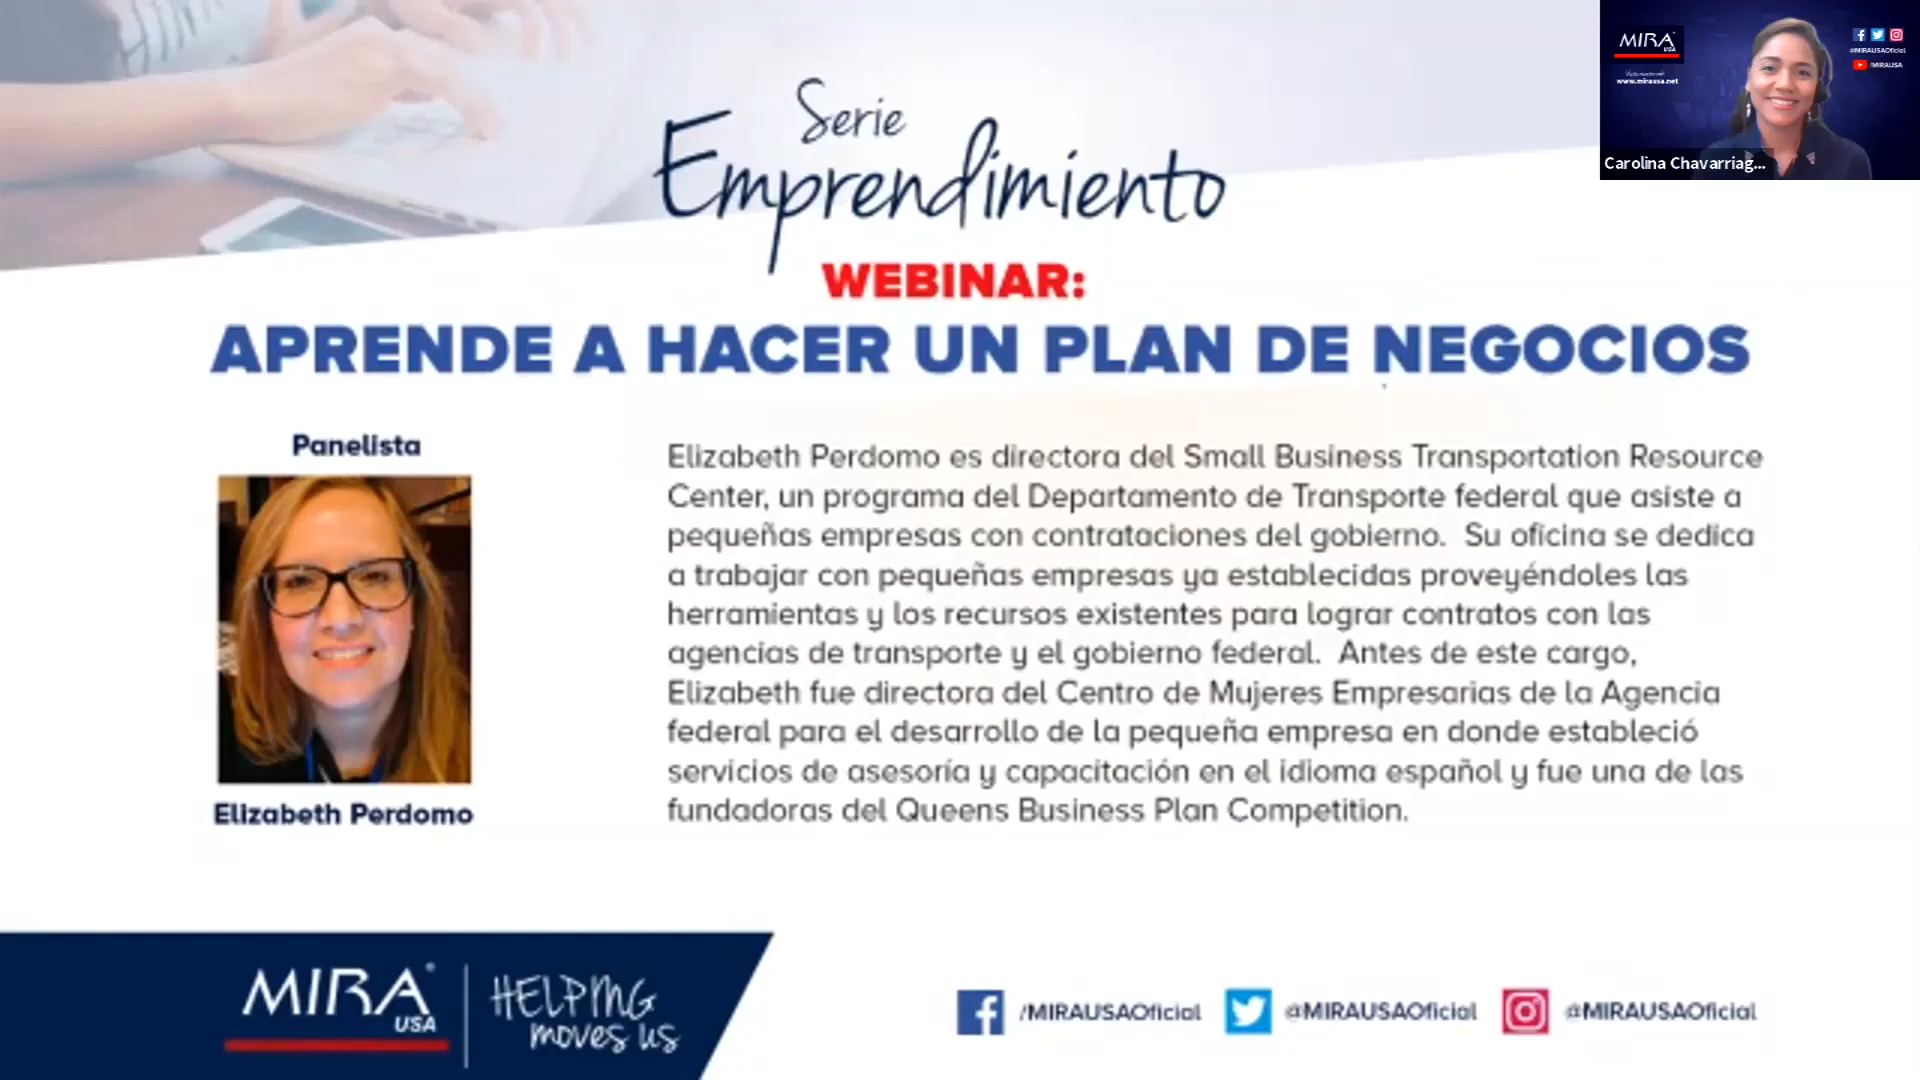 MIRA
USA
www.mirausa.net
@MIRAUSAOficial
/MIRAUSA
Carolina Chavarriag...
Serie
Emprendimiento
WEBINAR:
APRENDE A HACER UN PLAN DE NEGOCIOS
Panelista
Elizabeth Perdomo
Elizabeth Perdomo es directora del Small Business Transportation Resource
Center, un programa del Departamento de Transporte federal que asiste a
pequeñas empresas con contrataciones del gobierno. Su oficina se dedica
a trabajar con pequeñas empresas ya establecidas proveyéndoles las
herramientas y los recursos existentes para lograr contratos con las
agencias de transporte y el gobierno federal. Antes de este cargo,
Elizabeth fue directora del Centro de Mujeres Empresarias de la Agencia
federal para el desarrollo de la pequeña empresa en donde estableció
servicios de asesoría y capacitación en el idioma español y fue una de las
fundadoras del Queens Business Plan Competition.
MIRA®
USA
HELPING
moves us
/MIRAUSAOficial
@MIRAUSAOficial
@MIRAUSAOficial